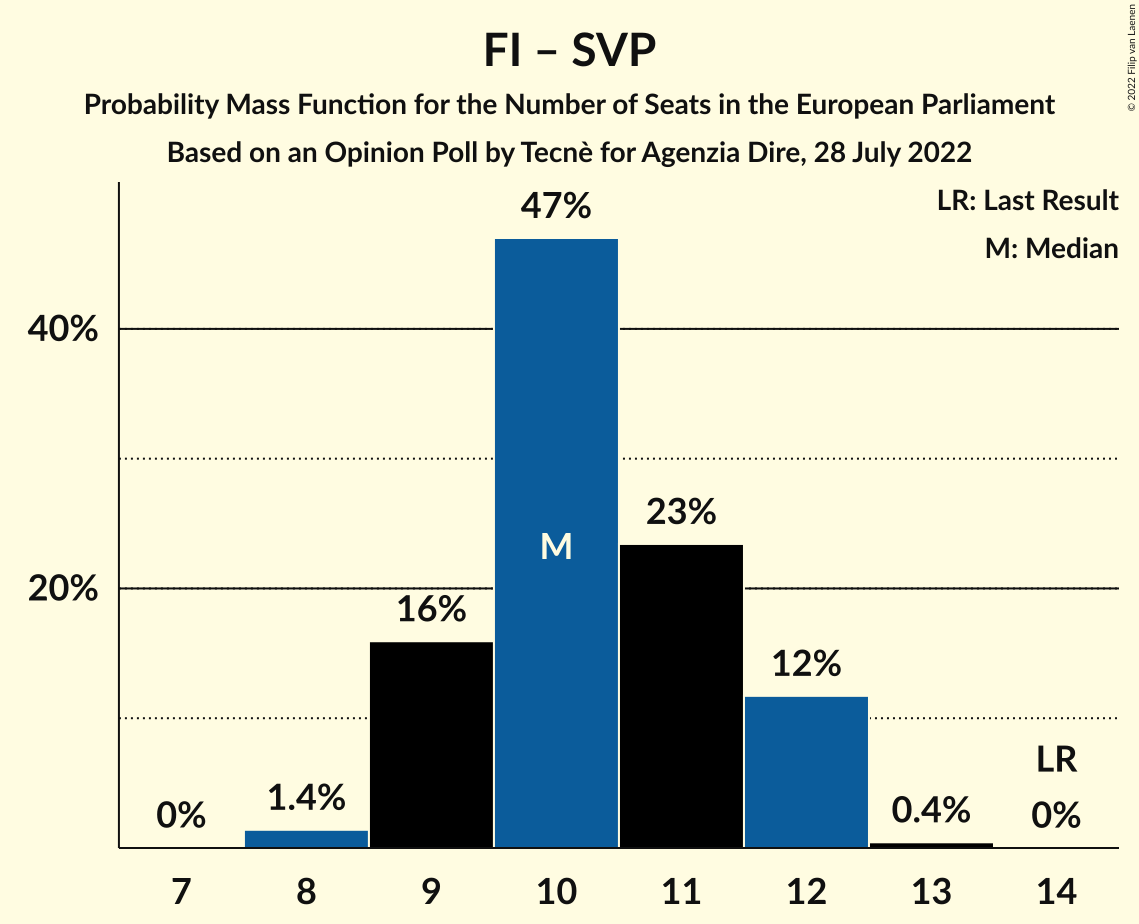 FI – SVP
Probability Mass Function for the Number of Seats in the European Parliament
Based on an Opinion Poll by Tecnè for Agenzia Dire, 28 July 2022
© 2022 Filip van Laenen
LR: Last Result
M: Median
40%
20%
0%
1.4%
16%
47%
M
23%
12%
0.4%
LR
0%
7
8
9
10
11
12
13
14